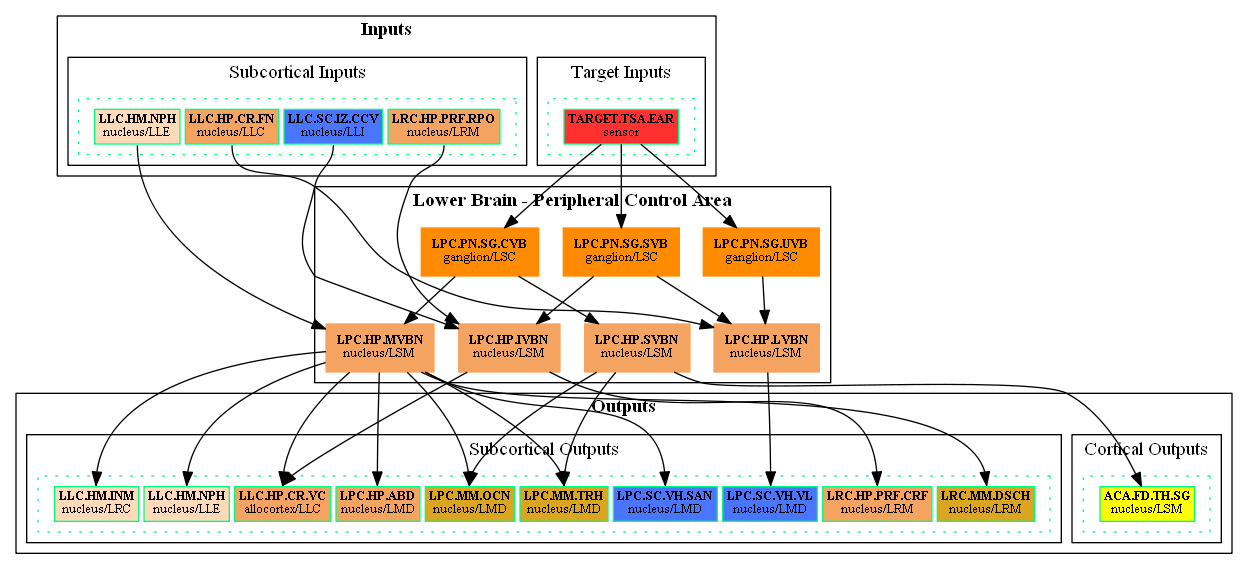 Inputs
Subcortical Inputs
Target Inputs
LLC.HM.NPH
nucleus/LLE
LLC.HP.CR.FN
nucleus/LLC
LLC.SC.IZ.CCV
nucleus/LLI
LRC.HP.PRF.RPO
nucleus/LRM
TARGET.TSA.EAR
sensor
Lower Brain - Peripheral Control Area
LPC.PN.SG.CVB
ganglion/LSC
LPC.PN.SG.SVB
ganglion/LSC
LPC.PN.SG.UVB
ganglion/LSC
LPC.HP.MVBN
nucleus/LSM
LPC.HP.IVBN
nucleus/LSM
LPC.HP.SVBN
nucleus/LSM
LPC.HP.LVBN
nucleus/LSM
Outputs
Subcortical Outputs
Cortical Outputs
LLC.HM.INM
nucleus/LRC
LLC.HM.NPH
nucleus/LLE
LLC.HP.CR.VC
allocortex/LLC
LPC.HP.ABD
nucleus/LMD
LPC.MM.OCN
nucleus/LMD
LPC.MM.TRH
nucleus/LMD
LPC.SC.VH.SAN
nucleus/LMD
LPC.SC.VH.VL
nucleus/LMD
LRC.HP.PRF.CRF
nucleus/LRM
LRC.MM.DSCH
nucleus/LRM
ACA.FD.TH.SG
nucleus/LSM